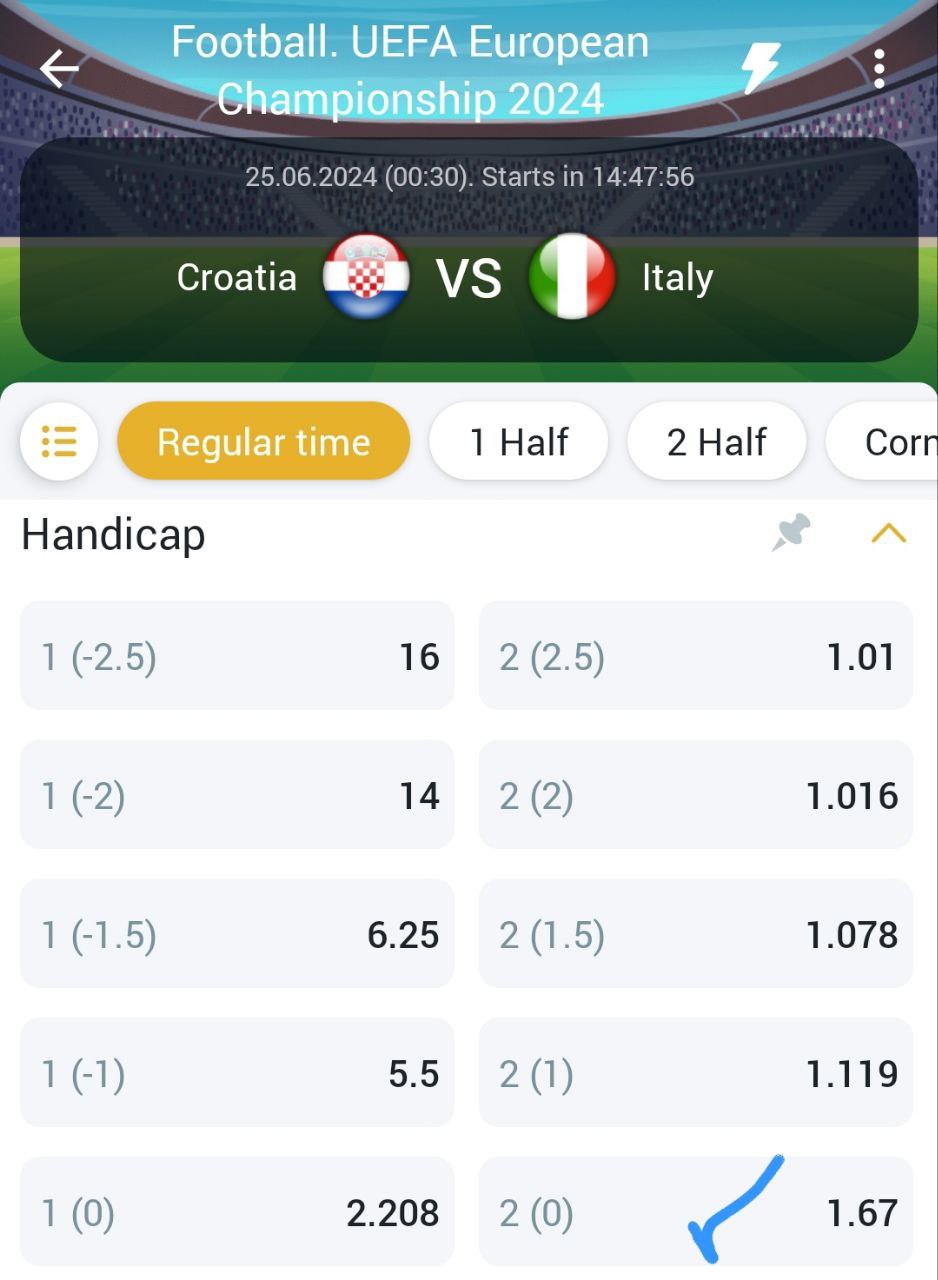 Football. UEFA European
Championship 2024
25.06.2024 (00:30). Starts in 14:47:56
Croatia VS Italy
Regular time 1 Half 2 Half Corn
Handicap
1 (-2.5) 16 2 (2.5) 1.01
1 (-2) 14 2 (2) 1.016
1 (-1.5) 6.25 2 (1.5) 1.078
1 (-1) 5.5 2 (1) 1.119
1 (0) 2.208 2 (0) 1.67